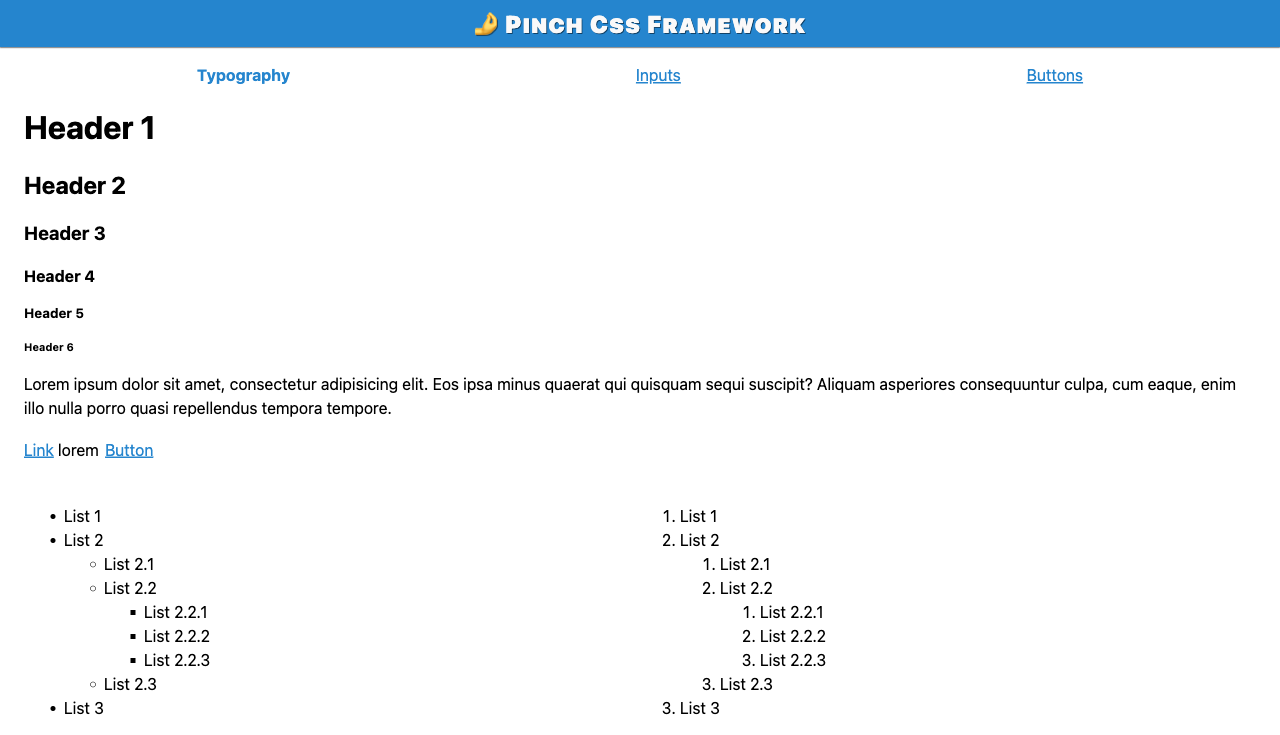 🤌 Pinch Css Framework
Typography Inputs Buttons
Header 1
Header 2
Header 3
Header 4
Header 5
Header 6
Lorem ipsum dolor sit amet, consectetur adipisicing elit. Eos ipsa minus quaerat qui quisquam sequi suscipit? Aliquam asperiores consequuntur culpa, cum eaque, enim
illo nulla porro quasi repellendus tempora tempore.
Link lorem Button
• List 1
• List 2
◦ List 2.1
◦ List 2.2
▪ List 2.2.1
▪ List 2.2.2
▪ List 2.2.3
◦ List 2.3
• List 3
1. List 1
2. List 2
1. List 2.1
2. List 2.2
1. List 2.2.1
2. List 2.2.2
3. List 2.2.3
3. List 2.3
3. List 3